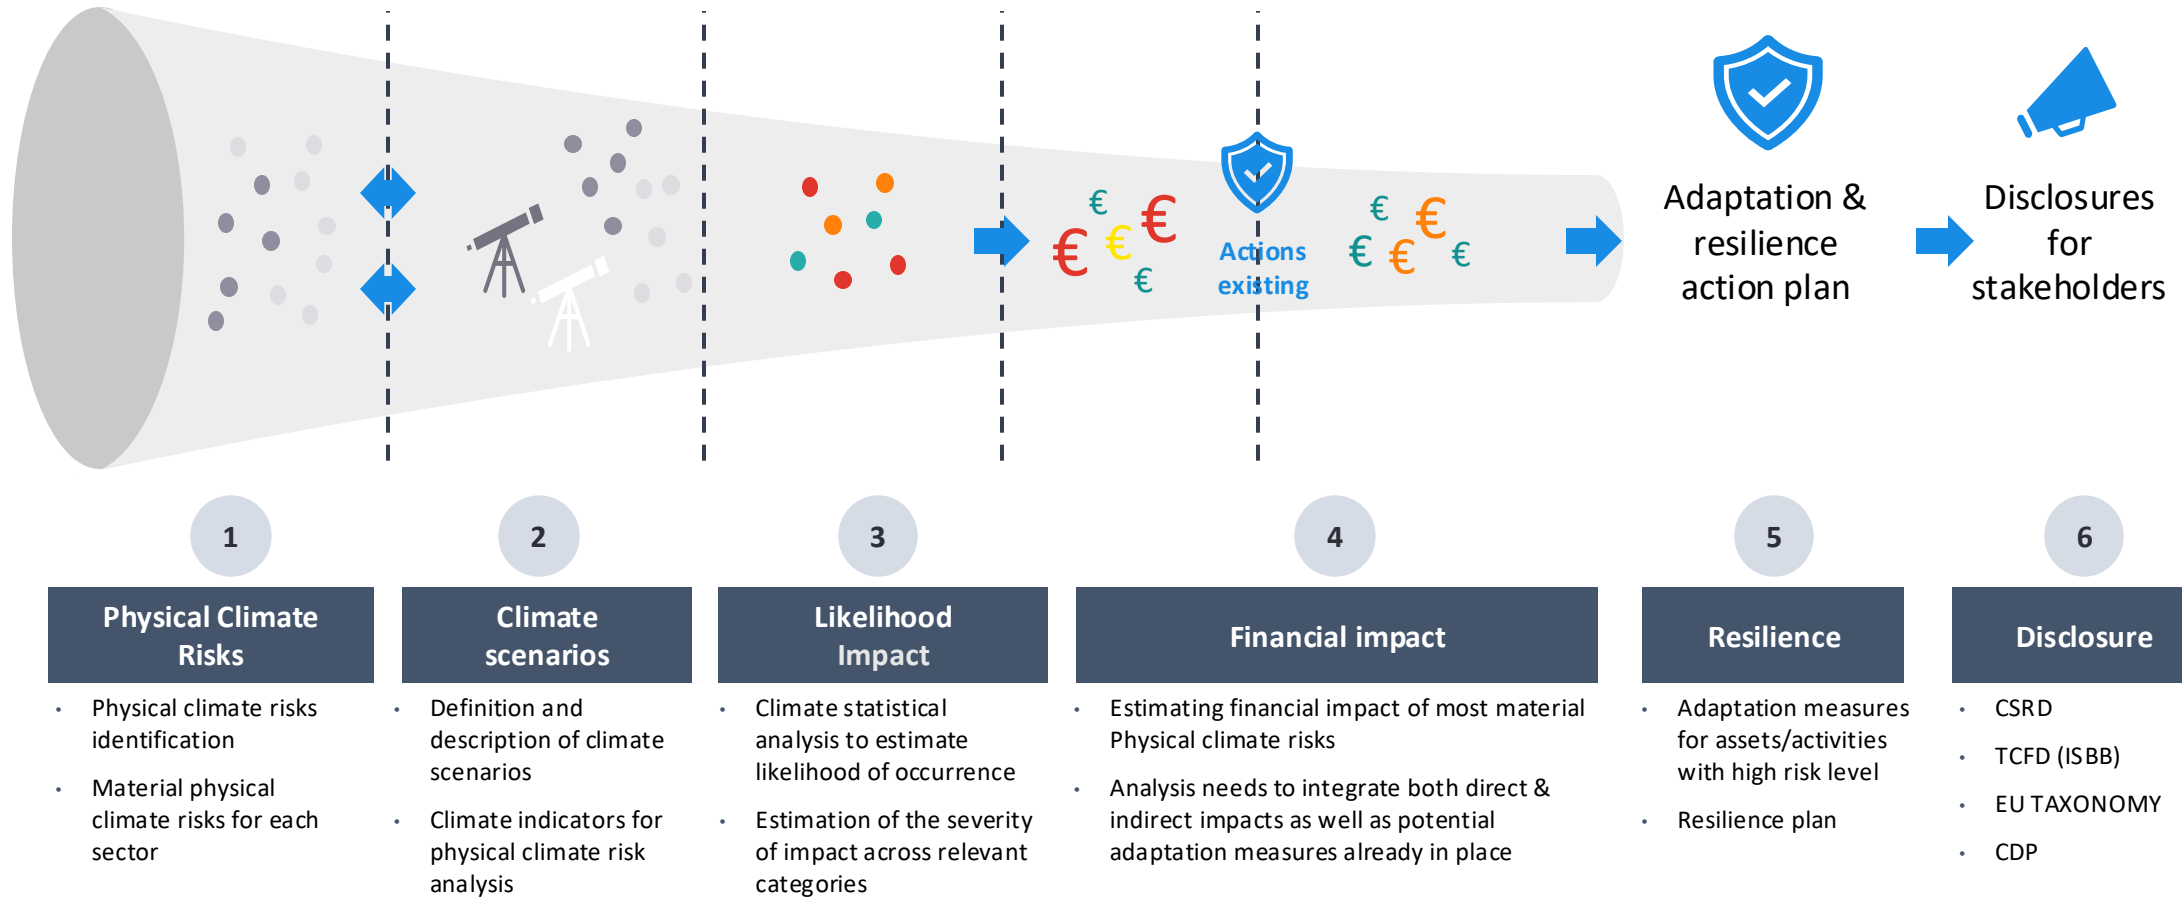 €
€
€
€
€
Actions
existing
€
€
€
€
€
Adaptation &
resilience
action plan
Disclosures
for
stakeholders
1
2
3
4
5
6
Physical Climate
Risks
Climate
scenarios
Likelihood
Impact
Financial impact
Resilience
Disclosure
• Physical climate risks
identification
• Material physical
climate risks for each
sector
• Definition and
description of climate
scenarios
• Climate indicators for
physical climate risk
analysis
• Climate statistical
analysis to estimate
likelihood of occurrence
• Estimation of the severity
of impact across relevant
categories
• Estimating financial impact of most material
Physical climate risks
• Analysis needs to integrate both direct &
indirect impacts as well as potential
adaptation measures already in place
• Adaptation measures
for assets/activities
with high risk level
• Resilience plan
• CSRD
• TCFD (ISBB)
• EU TAXONOMY
• CDP